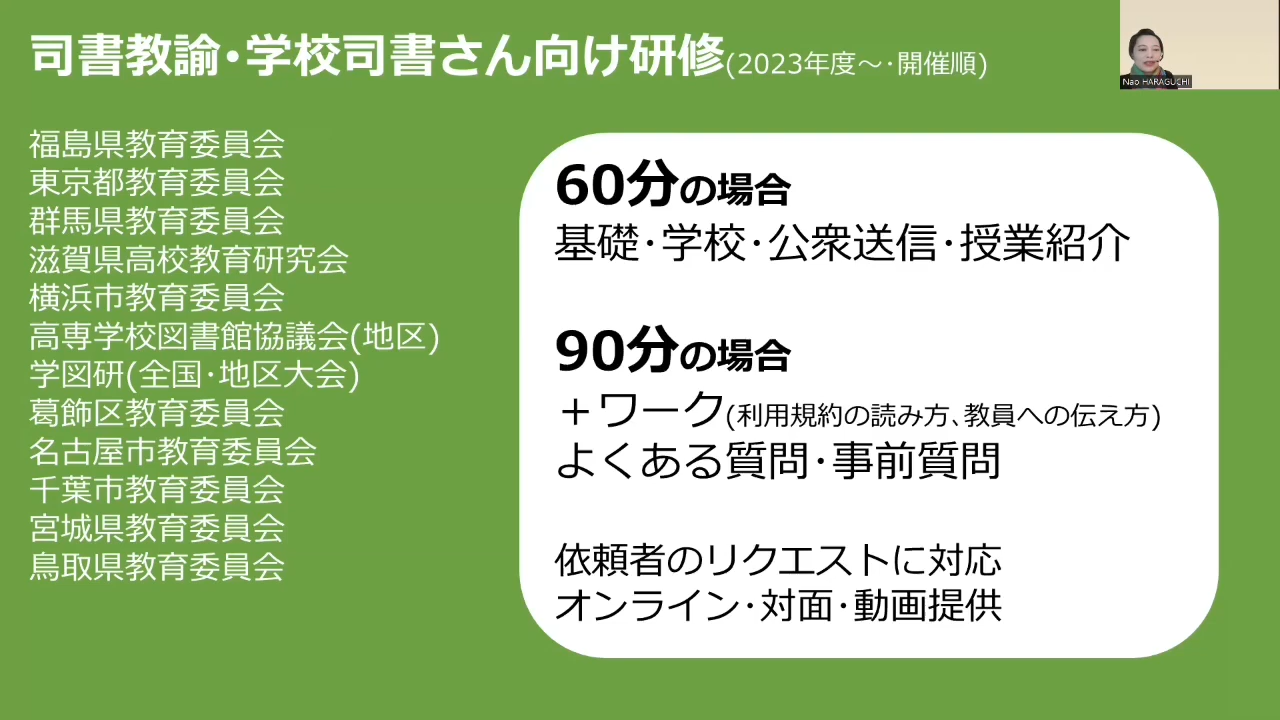 司書教諭・学校司書さん向け研修(2023年度～・開催順)
Nao HARAGUCHI
福島県教育委員会
東京都教育委員会
群馬県教育委員会
滋賀県高校教育研究会
横浜市教育委員会
高専学校図書館協議会(地区)
学図研(全国・地区大会)
葛飾区教育委員会
名古屋市教育委員会
千葉市教育委員会
宮城県教育委員会
鳥取県教育委員会
60分の場合
基礎・学校・公衆送信・授業紹介
90分の場合
＋ワーク(利用規約の読み方、教員への伝え方)
よくある質問・事前質問
依頼者のリクエストに対応
オンライン・対面・動画提供